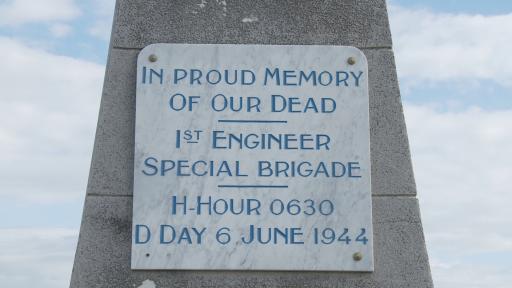 In proud Memory
Of Our Dead
1st Engineer
Special Brigade
H-Hour 0630
D Day 6 June 1944